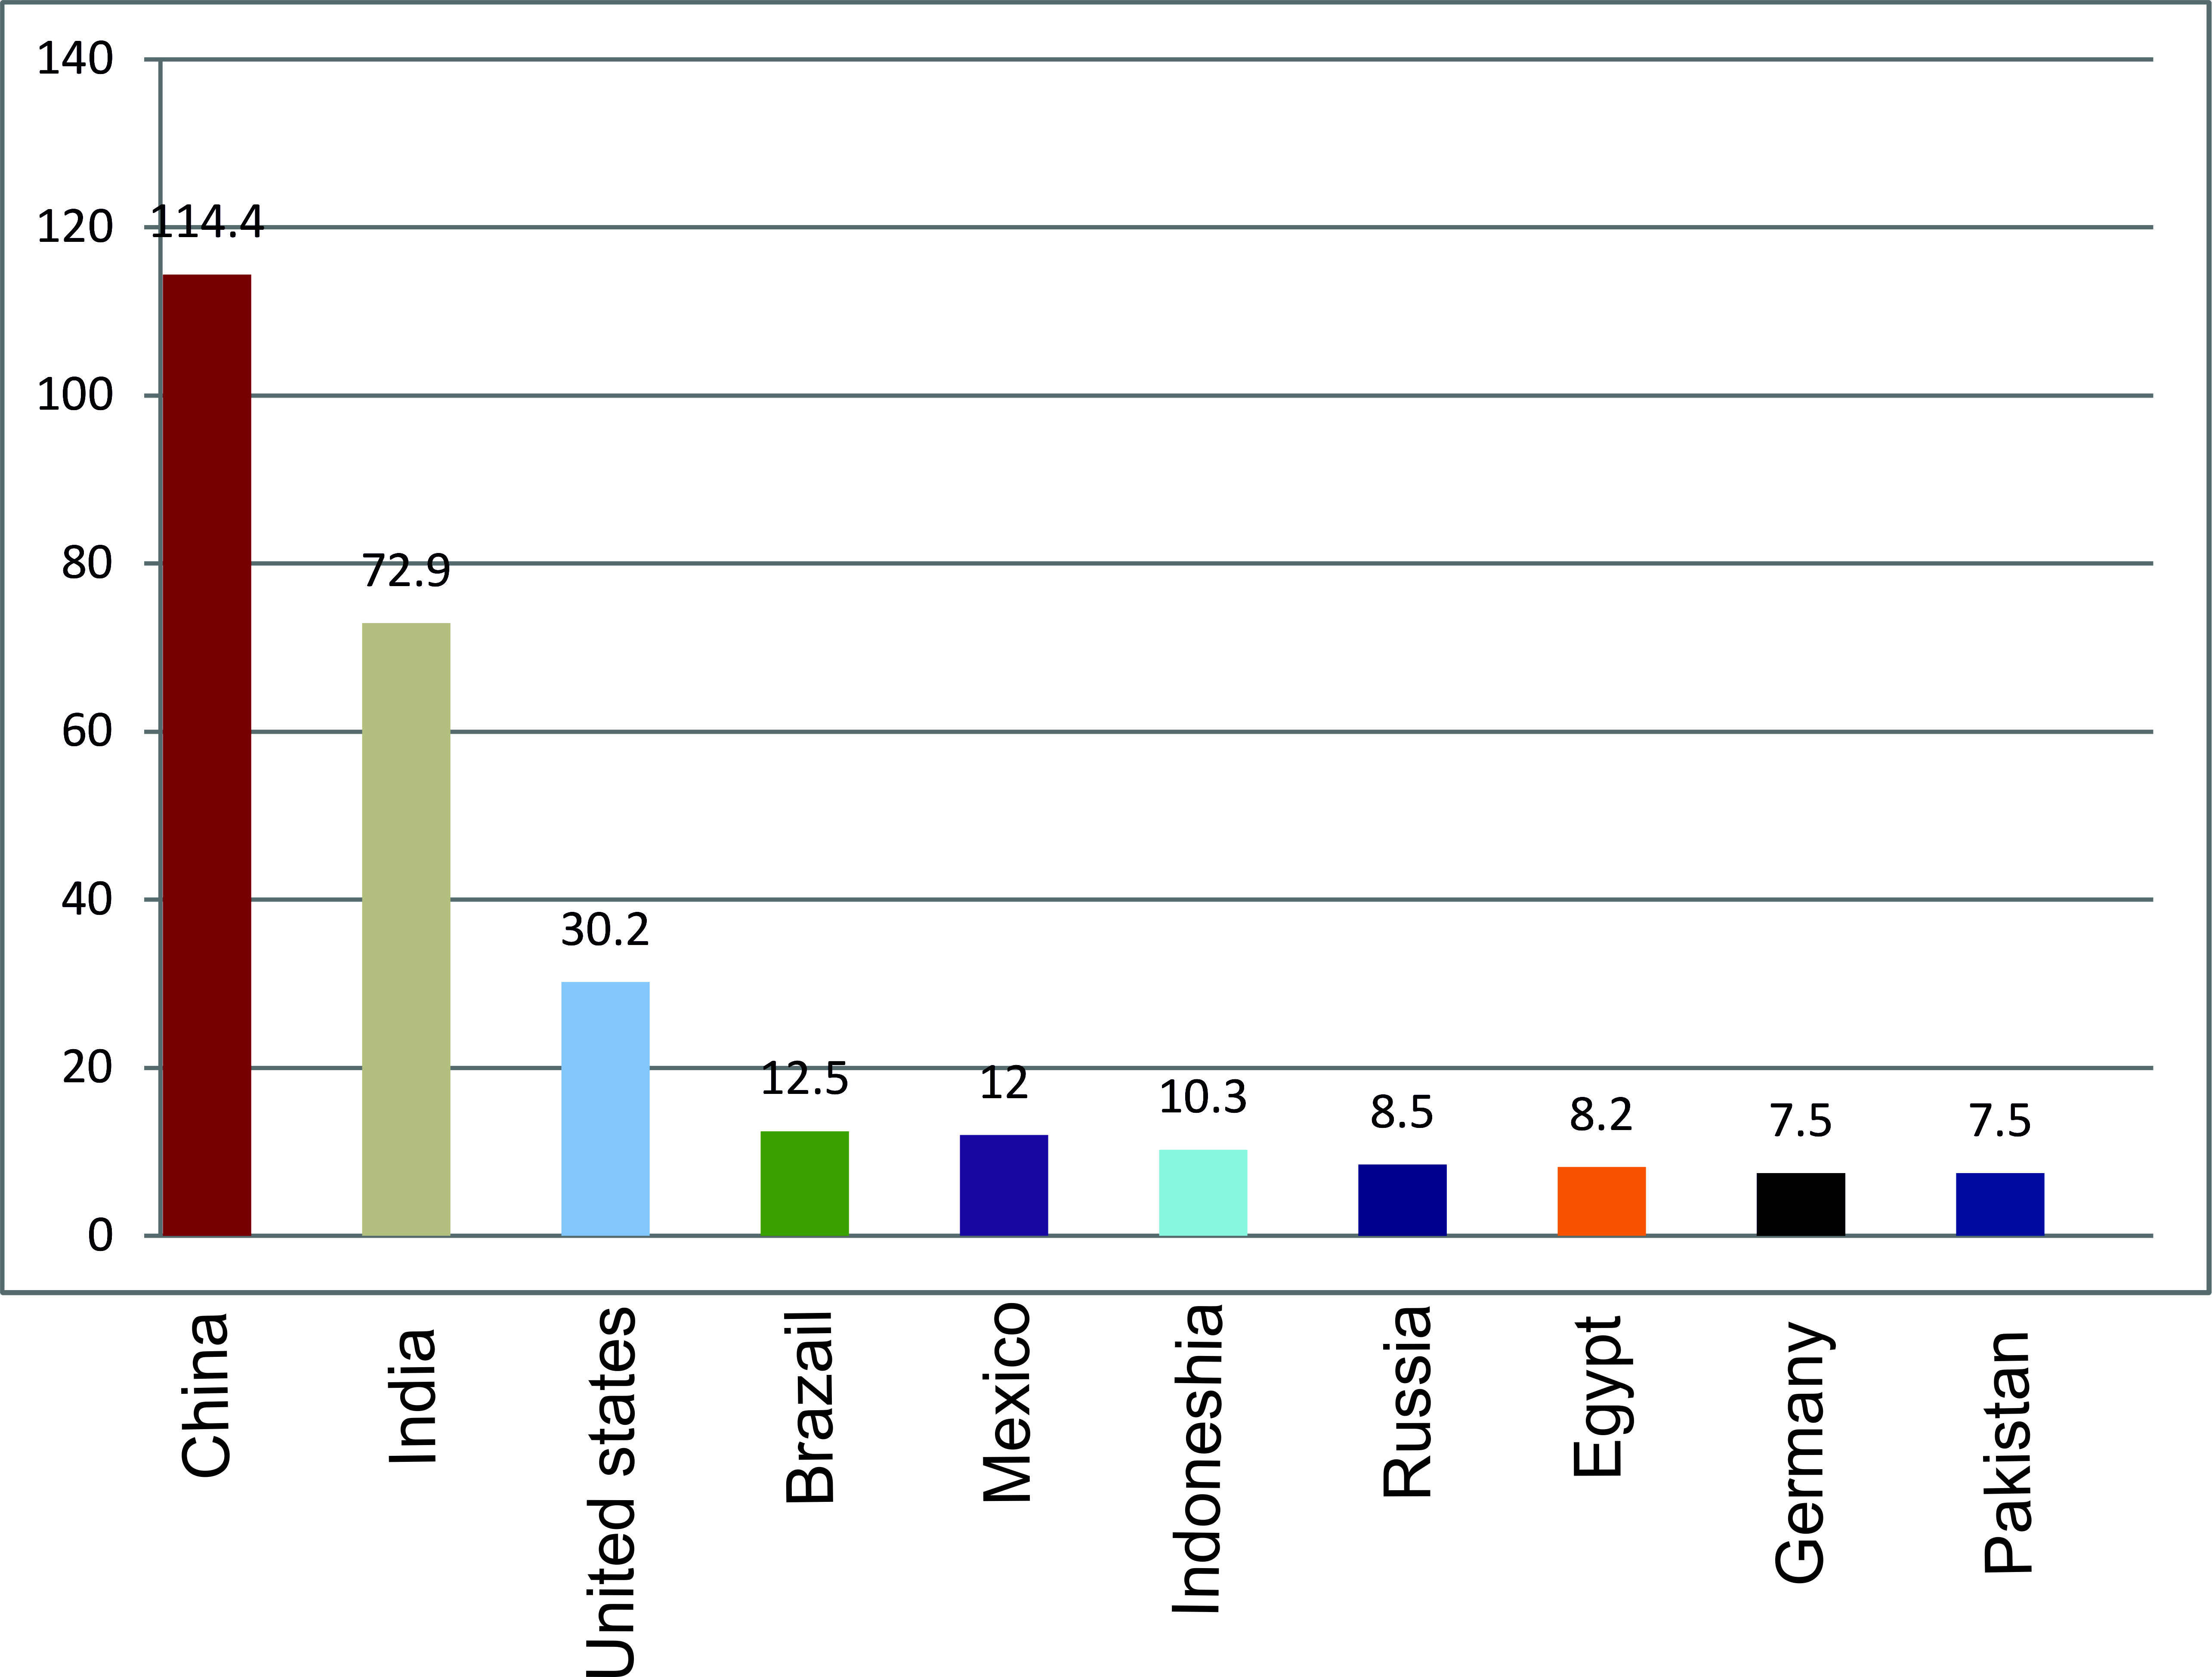 140
120
100
80
60
40
20
0
114.4
72.9
30.2
12.5
12
10.3
8.5
8.2
7.5
7.5
China
India
United states
Brazaill
Mexico
Indoneshia
Russia
Egypt
Germany
Pakistan